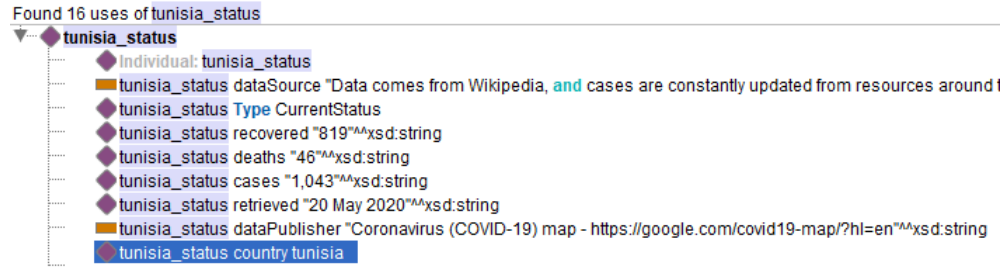 Found 16 uses of tunisia_status
tunisia_status
Individual: tunisia_status
tunisia_status dataSource "Data comes from Wikipedia, and cases are constantly updated from resources around
tunisia_status Type CurrentStatus
tunisia_status recovered "819"^^xsd:string
tunisia_status deaths "46"^^xsd:string
tunisia_status cases "1,043"^^xsd:string
tunisia_status retrieved "20 May 2020"^^xsd:string
tunisia_status dataPublisher "Coronavirus (COVID-19) map - https://google.com/covid19-map/?hl=en"^^xsd:string
tunisia_status country tunisia